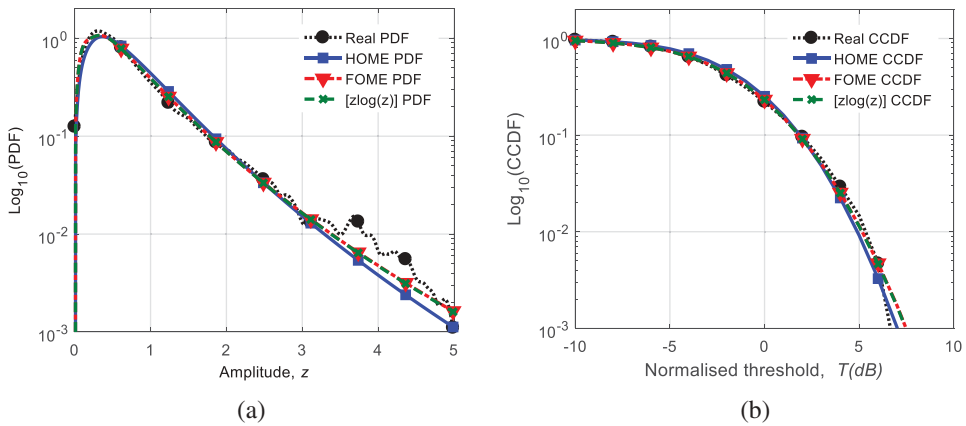 Real PDF
HOME PDF
FOME PDF
[zlog(z)] PDF
Log10(PDF)
10^0
10^-1
10^-2
10^-3
0 1 2 3 4 5
Amplitude, z
(a)
Real CCDF
HOME CCDF
FOME CCDF
[zlog(z)] CCDF
Log10(CCDF)
10^0
10^-1
10^-2
10^-3
-10 -5 0 5 10
Normalised threshold, T(dB)
(b)